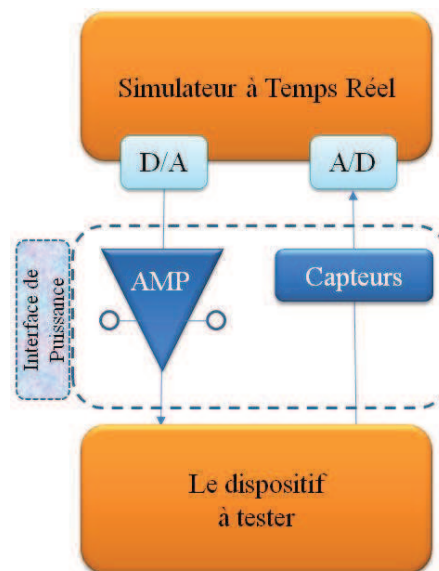 Simulateur à Temps Réel
D/A
A/D
Interface de
Puissance
AMP
Capteurs
Le dispositif
à tester